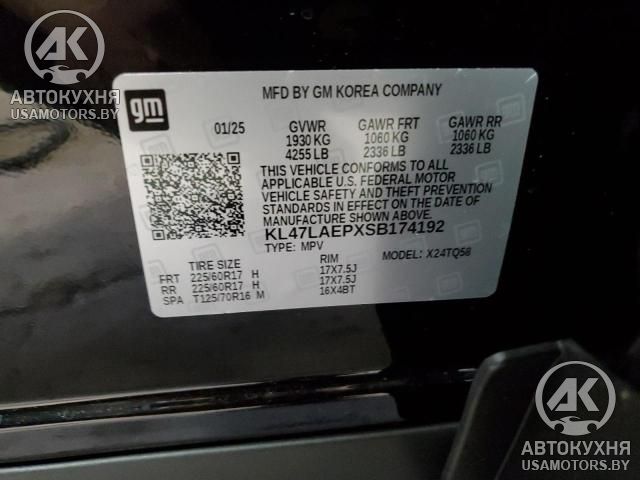 АК
АВТОКУХНЯ
USAMOTORS.BY
gm
MFD BY GM KOREA COMPANY
01/25 GVWR GAWR FRT GAWR RR
1930 KG 1060 KG 1060 KG
4255 LB 2336 LB 2336 LB
THIS VEHICLE CONFORMS TO ALL
APPLICABLE U.S. FEDERAL MOTOR
VEHICLE SAFETY AND THEFT PREVENTION
STANDARDS IN EFFECT ON THE DATE OF
MANUFACTURE SHOWN ABOVE.
KL47LAEPXSB174192
TYPE: MPV MODEL: X24TQ58
TIRE SIZE RIM
FRT 225/60R17 H 17X7.5J
RR 225/60R17 H 17X7.5J
SPA T125/70R16 M 16X4BT
АК
АВТОКУХНЯ
USAMOTORS.BY